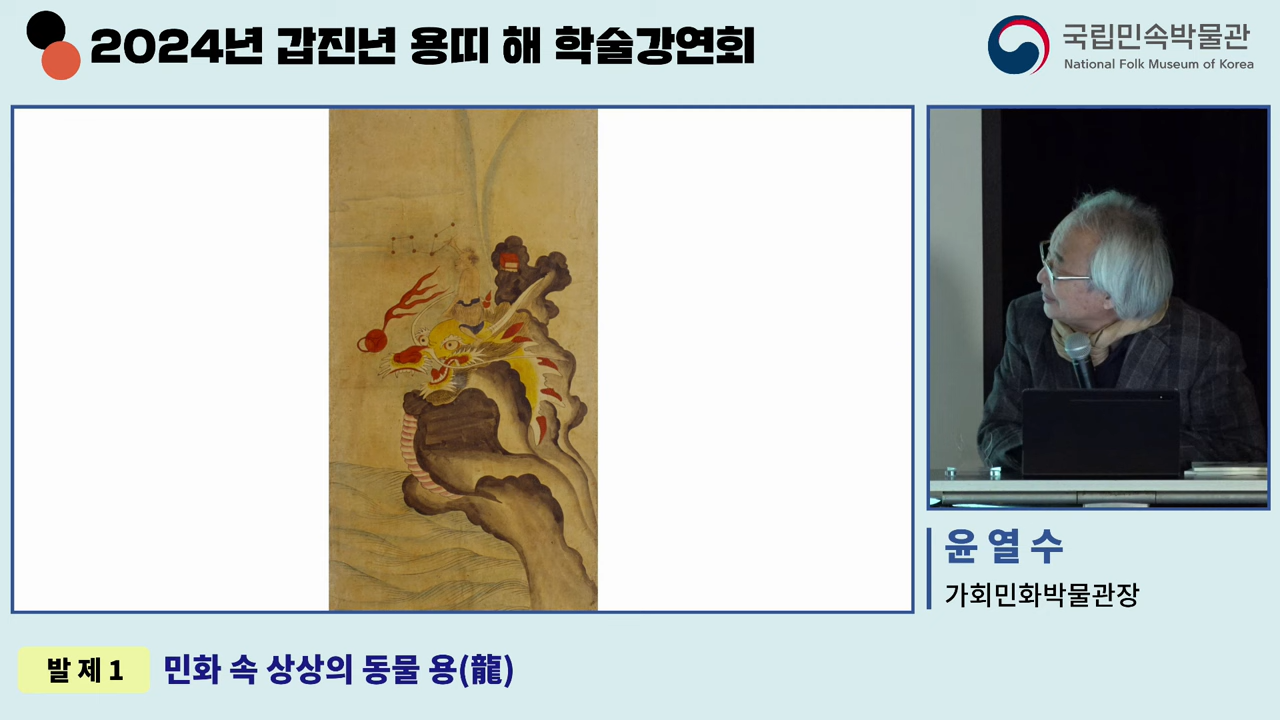 2024년 갑진년 용띠 해 학술강연회
국립민속박물관
National Folk Museum of Korea
윤열수
가회민화박물관장
발제1 민화 속 상상의 동물 용(龍)